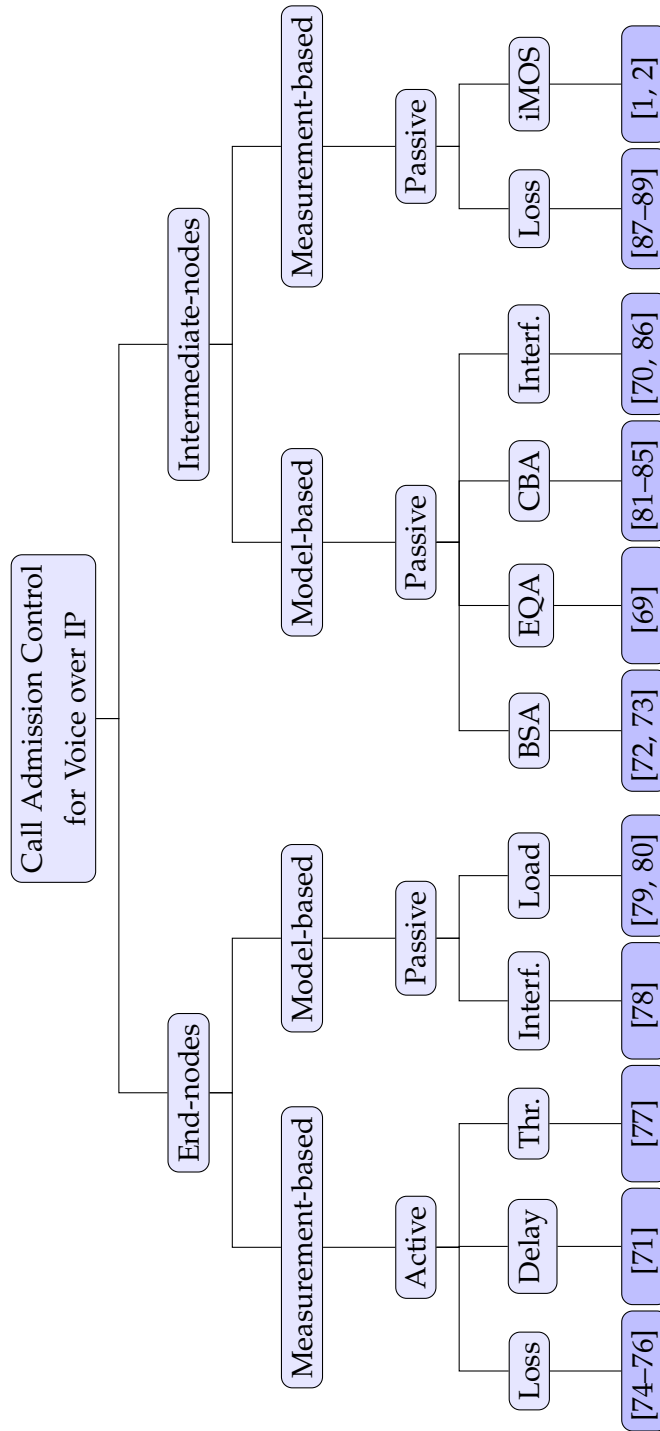 Call Admission Control
for Voice over IP
End-nodes
Intermediate-nodes
Measurement-based
Model-based
Model-based
Measurement-based
Active
Passive
Passive
Passive
Loss
Delay
Thr.
Interf.
Load
BSA
EQA
CBA
Interf.
Loss
iMOS
[74–76]
[71]
[77]
[78]
[79, 80]
[72, 73]
[69]
[81–85]
[70, 86]
[87–89]
[1, 2]